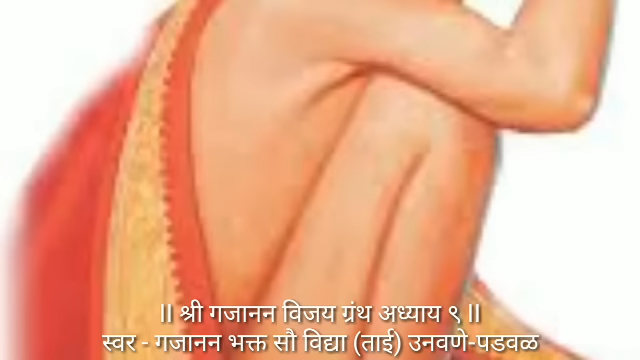 || श्री गजानन विजय ग्रंथ अध्याय ९ ||
स्वर - गजानन भक्त सौ विद्या (ताई) उनवणे-पडवळ